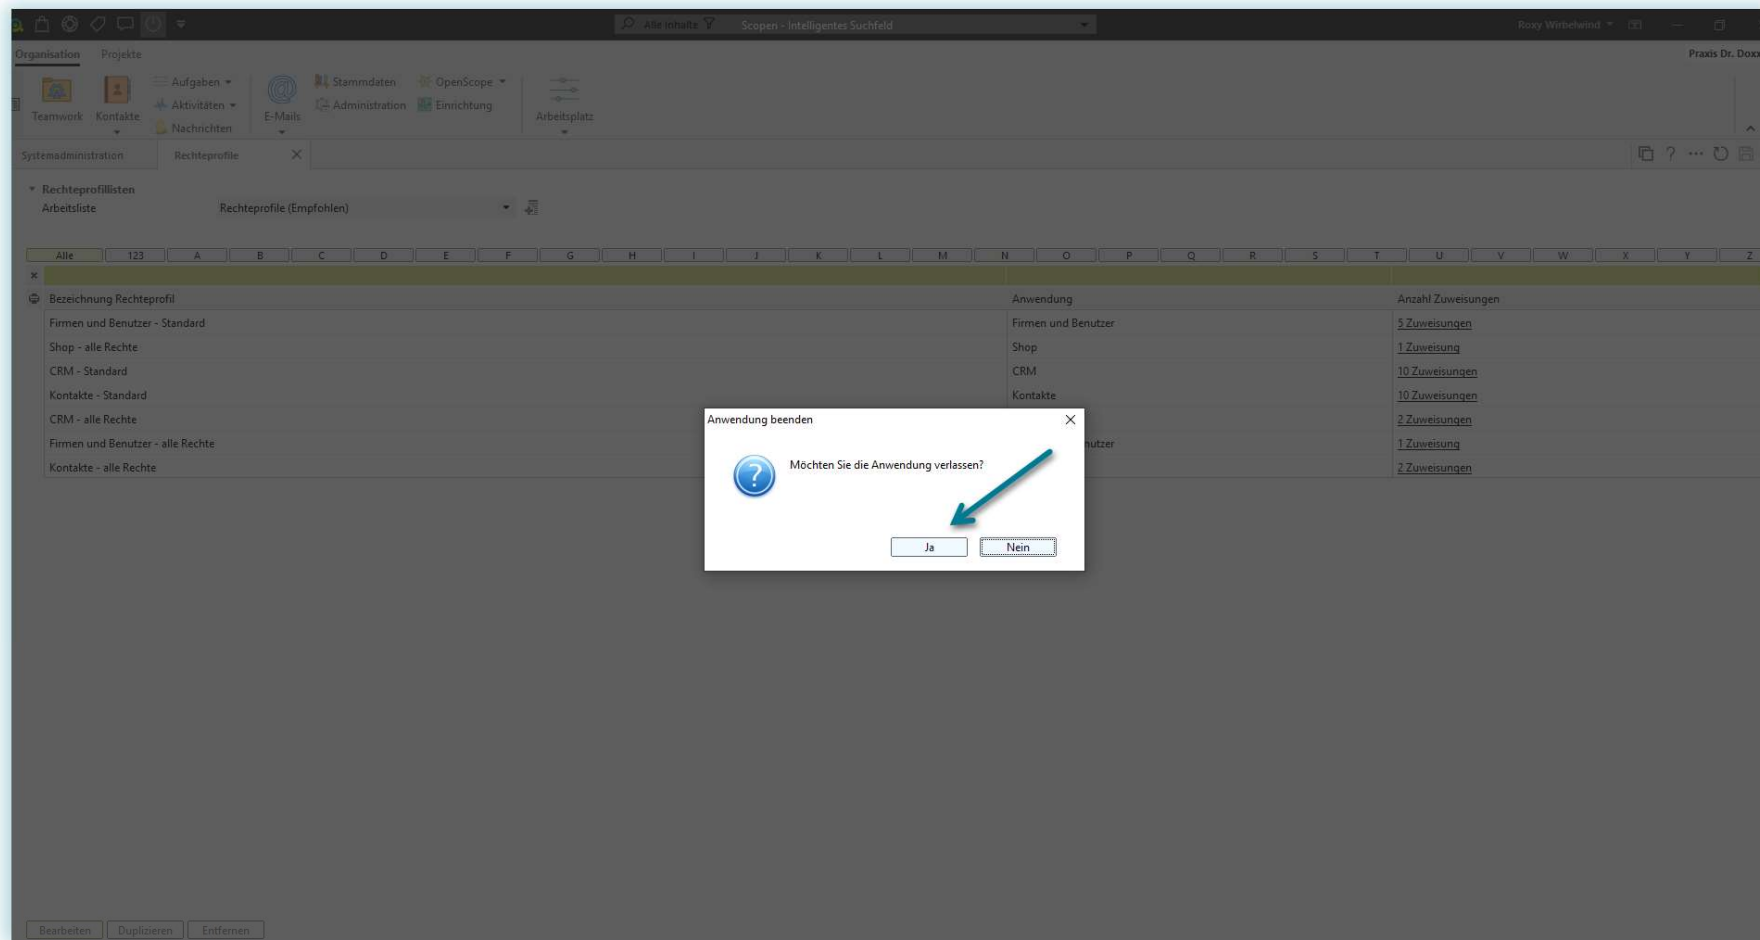 Alle Inhalte Scopen - Intelligentes Suchfeld Roxy Wirbelwind
Organisation Projekte Praxis Dr. Doxx
Teamwork Kontakte Aufgaben Aktivitäten Nachrichten E-Mails Stammdaten Administration OpenScope Einrichtung Arbeitsplatz
Systemadministration Rechteprofile
Rechteprofillisten
Arbeitsliste Rechteprofile (Empfohlen)
Alle 123 A B C D E F G H I J K L M N O P Q R S T U V W X Y Z
Bezeichnung Rechteprofil Anwendung Anzahl Zuweisungen
Firmen und Benutzer - Standard Firmen und Benutzer 5 Zuweisungen
Shop - alle Rechte Shop 1 Zuweisung
CRM - Standard CRM 10 Zuweisungen
Kontakte - Standard Kontakte 10 Zuweisungen
CRM - alle Rechte 2 Zuweisungen
Firmen und Benutzer - alle Rechte nutzer 1 Zuweisung
Kontakte - alle Rechte 2 Zuweisungen
Anwendung beenden
Möchten Sie die Anwendung verlassen?
Ja Nein
Bearbeiten Duplizieren Entfernen